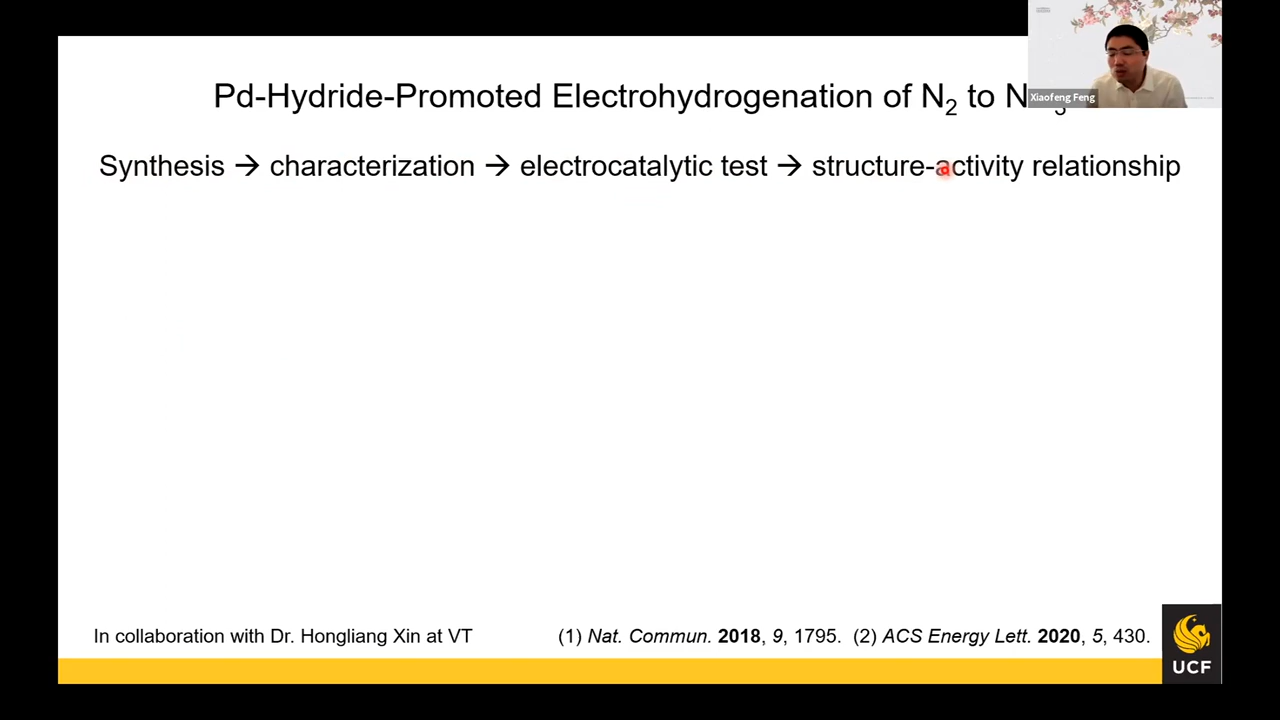 Pd-Hydride-Promoted Electrohydrogenation of N2 to N 3
Xiaofeng Feng
Synthesis → characterization → electrocatalytic test → structure-activity relationship
In collaboration with Dr. Hongliang Xin at VT
(1) Nat. Commun. 2018, 9, 1795. (2) ACS Energy Lett. 2020, 5, 430.
UCF